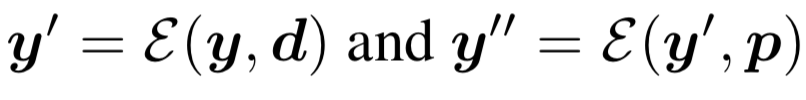 y′ = ℰ(y, d) and y″ = ℰ(y′, p)